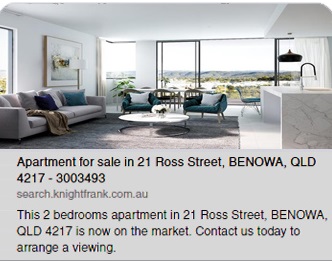 Apartment for sale in 21 Ross Street, BENOWA, QLD
4217 - 3003493
search.knightfrank.com.au
This 2 bedrooms apartment in 21 Ross Street, BENOWA,
QLD 4217 is now on the market. Contact us today to
arrange a viewing.